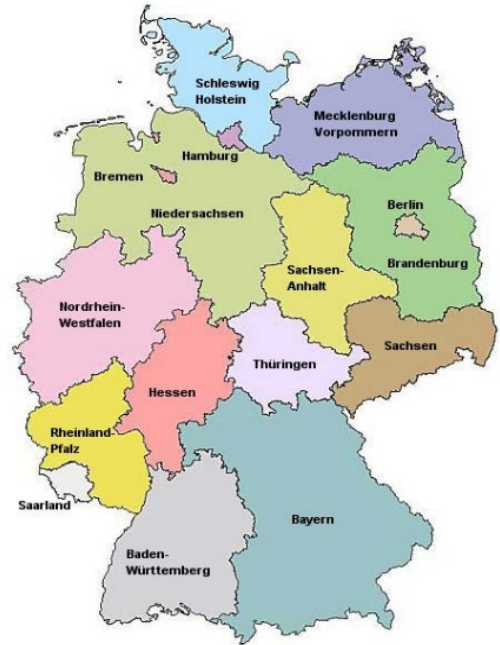 Schleswig
Holstein
Mecklenburg
Vorpommern
Hamburg
Bremen
Niedersachsen
Berlin
Brandenburg
Sachsen-
Anhalt
Nordrhein-
Westfalen
Sachsen
Thüringen
Hessen
Rheinland-
Pfalz
Saarland
Bayern
Baden-
Württemberg